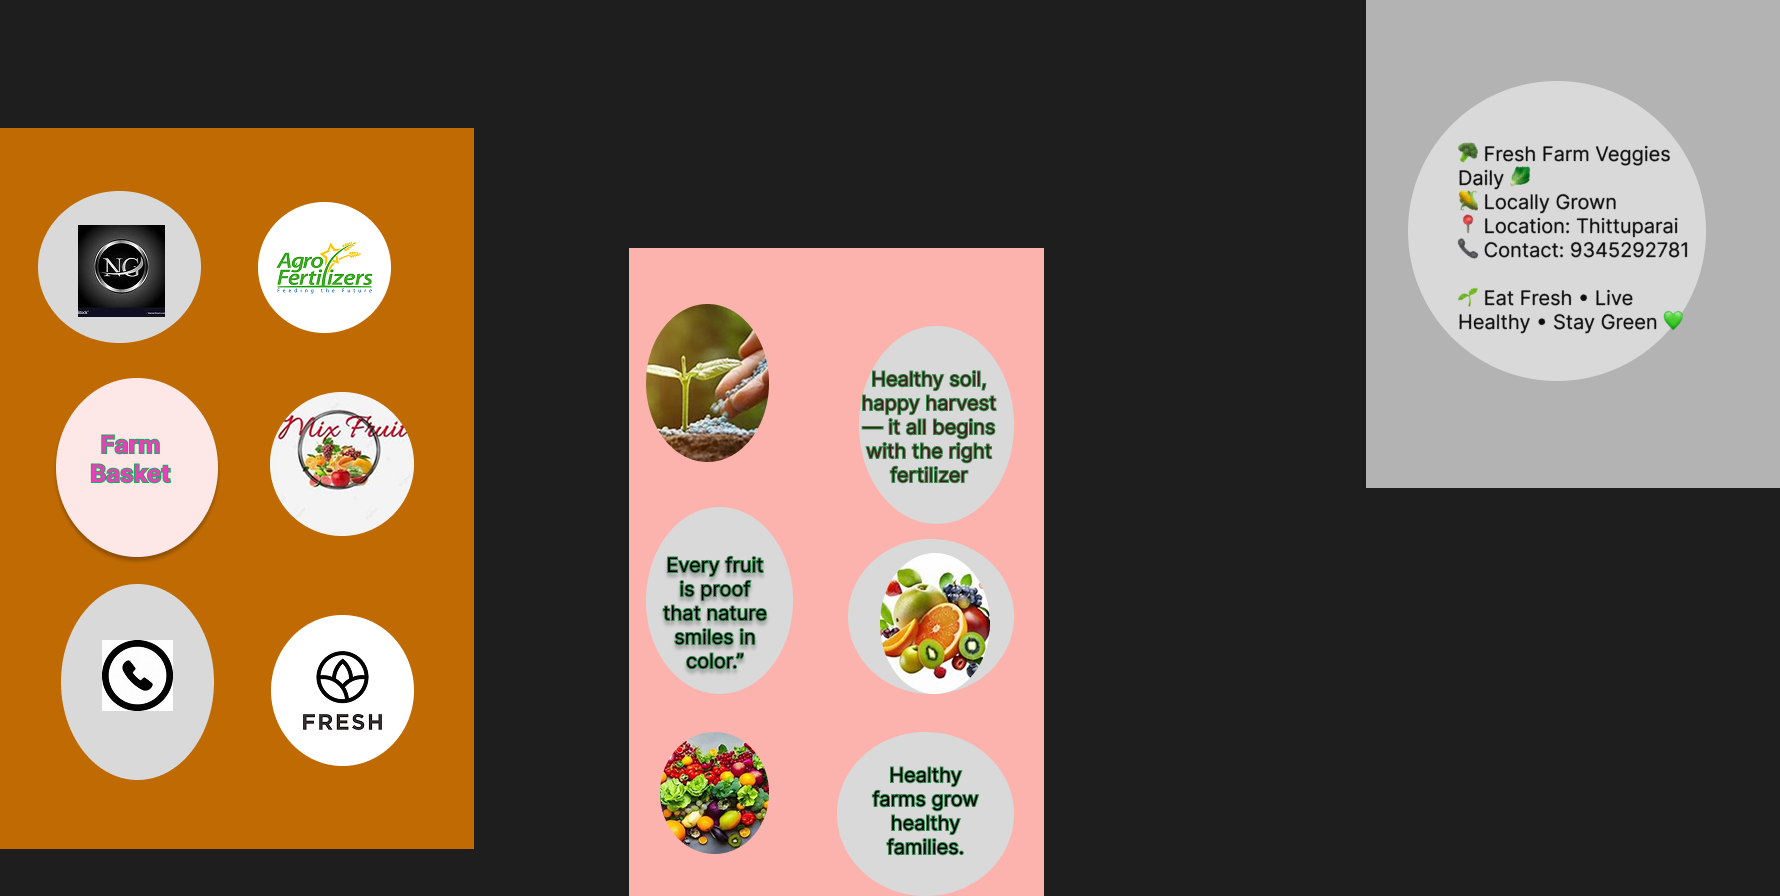 NG
Agro
Fertilizers
Feeding the Future
Farm
Basket
Mix Fruit
FRESH
Healthy soil,
happy harvest
— it all begins
with the right
fertilizer
Every fruit
is proof
that nature
smiles in
color.”
Healthy
farms grow
healthy
families.
🥦 Fresh Farm Veggies
Daily 🥬
🌽 Locally Grown
📍 Location: Thittuparai
📞 Contact: 9345292781
🌱 Eat Fresh • Live
Healthy • Stay Green 💚